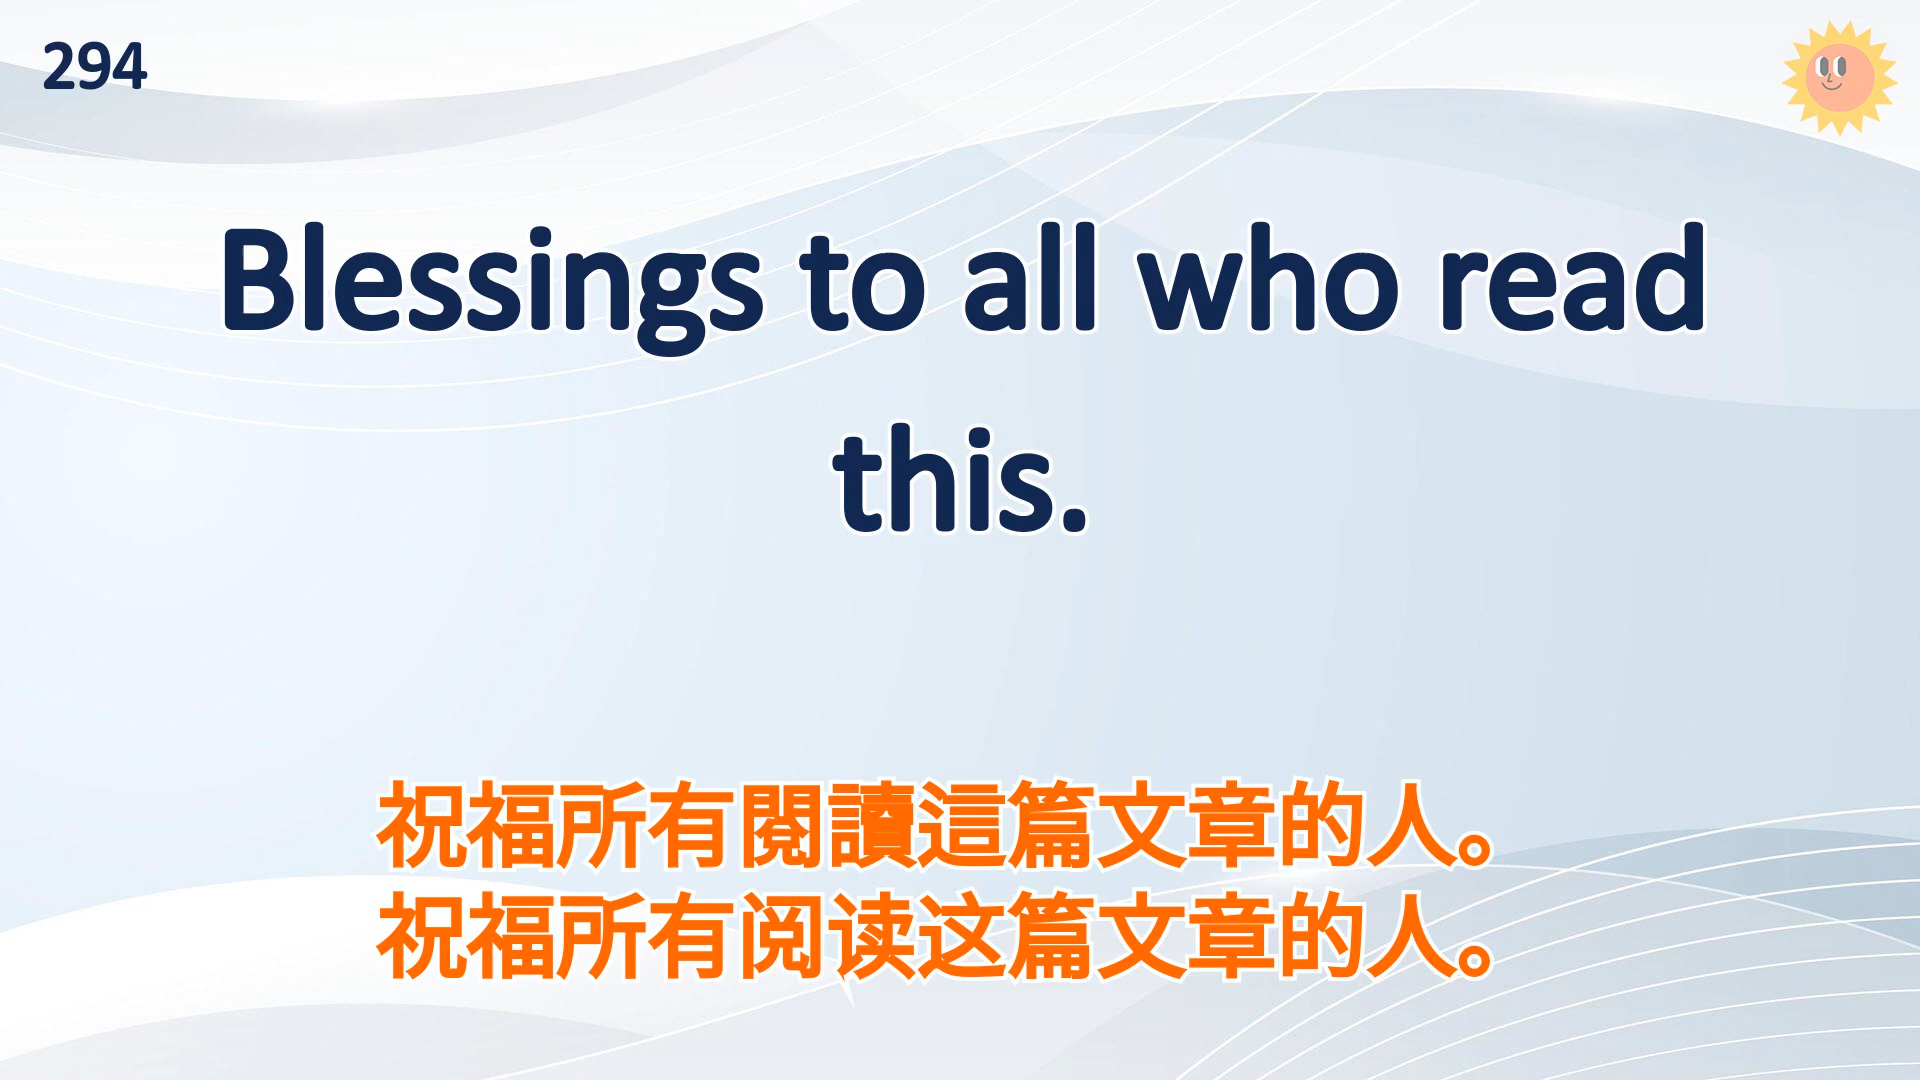 294
Blessings to all who read
this.
祝福所有閱讀這篇文章的人。
祝福所有阅读这篇文章的人。